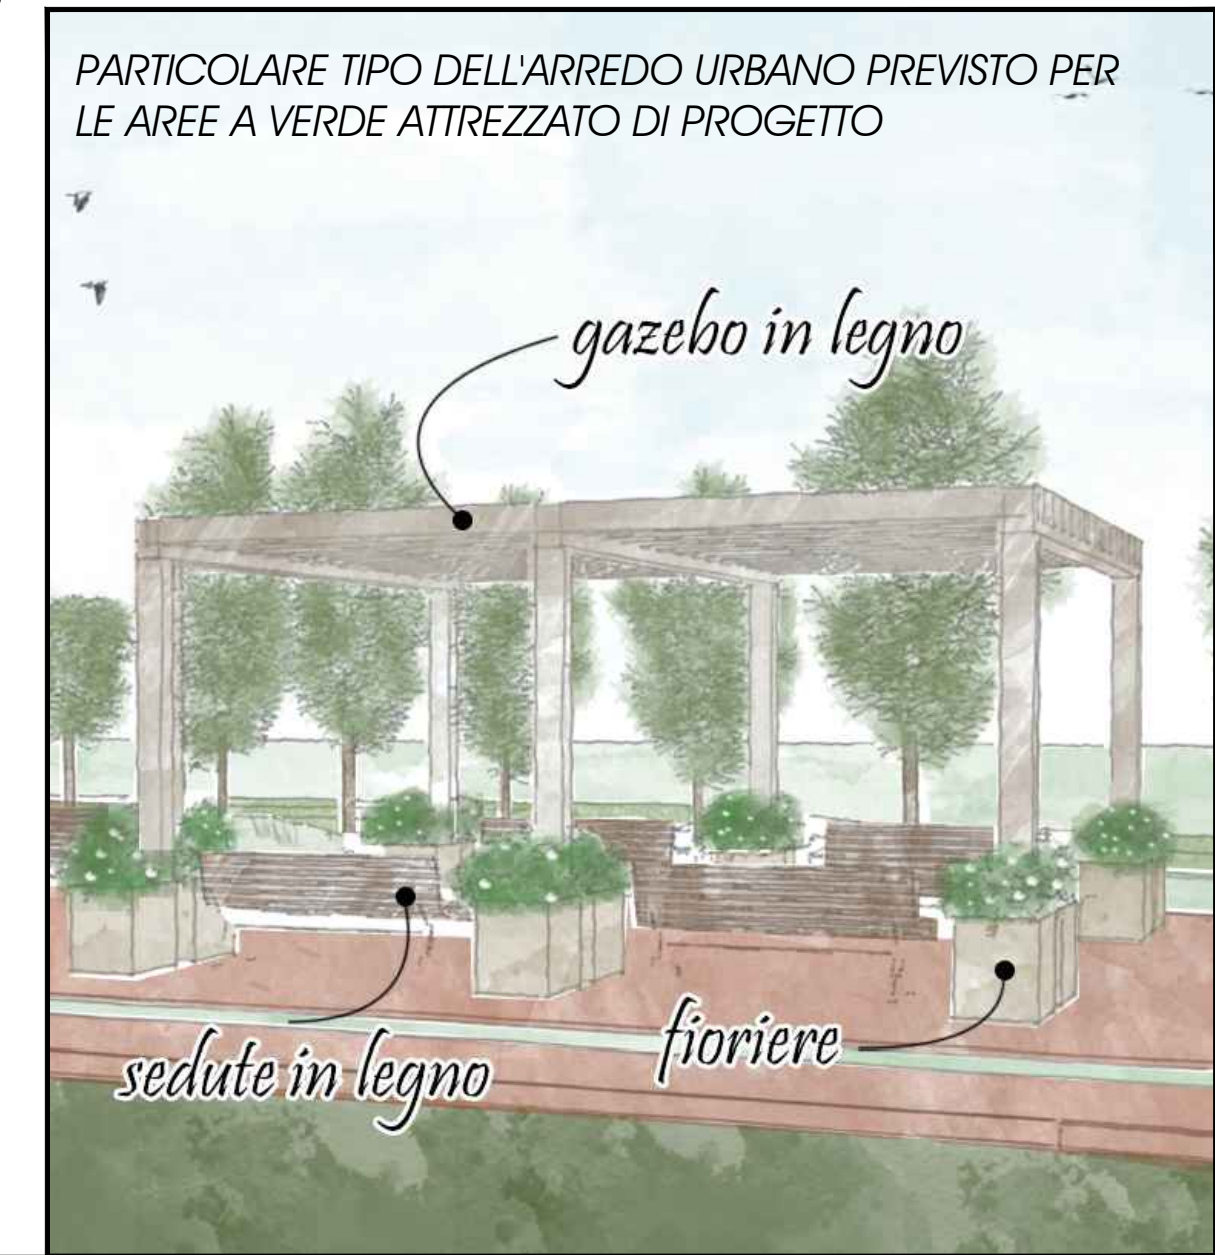 PARTICOLARE TIPO DELL'ARREDO URBANO PREVISTO PER
LE AREE A VERDE ATTREZZATO DI PROGETTO
gazebo in legno
sedute in legno
fioriere